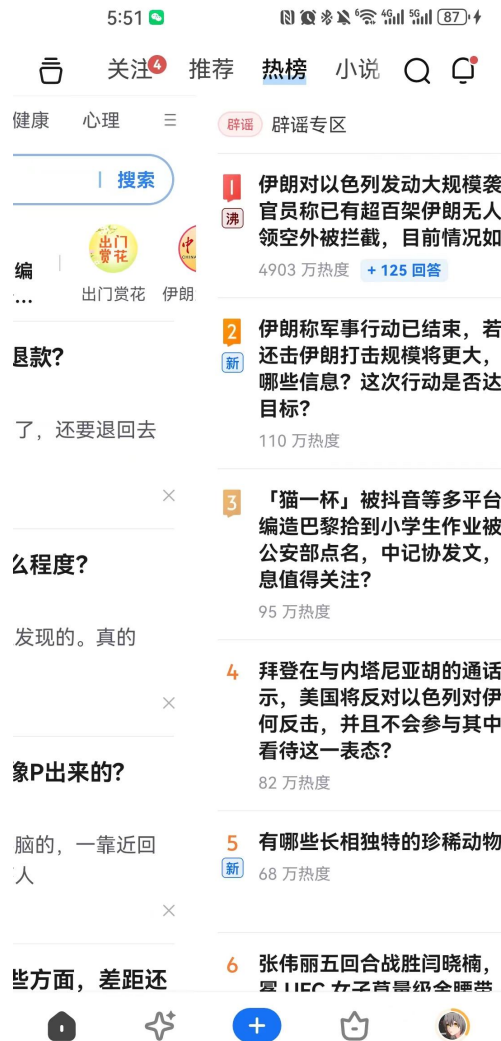 5:51
4G 5G 87
关注 4 推荐 热榜 小说
健康 心理
搜索
编
...
出门赏花
出门赏花 伊朗
退款?
了，还要退回去
么程度?
发现的。真的
像P出来的?
脑的，一靠近回
人
些方面，差距还
辟谣 辟谣专区
1 伊朗对以色列发动大规模袭
沸 官员称已有超百架伊朗无人
领空外被拦截，目前情况如
4903 万热度 + 125 回答
2 伊朗称军事行动已结束，若
新 还击伊朗打击规模将更大，
哪些信息？这次行动是否达
目标？
110 万热度
3 「猫一杯」被抖音等多平台
编造巴黎拾到小学生作业被
公安部点名，中记协发文，
息值得关注？
95 万热度
4 拜登在与内塔尼亚胡的通话
示，美国将反对以色列对伊
何反击，并且不会参与其中
看待这一表态？
82 万热度
5 有哪些长相独特的珍稀动物
新 68 万热度
6 张伟丽五回合战胜闫晓楠，
冕 UFC 女子草量级金腰带